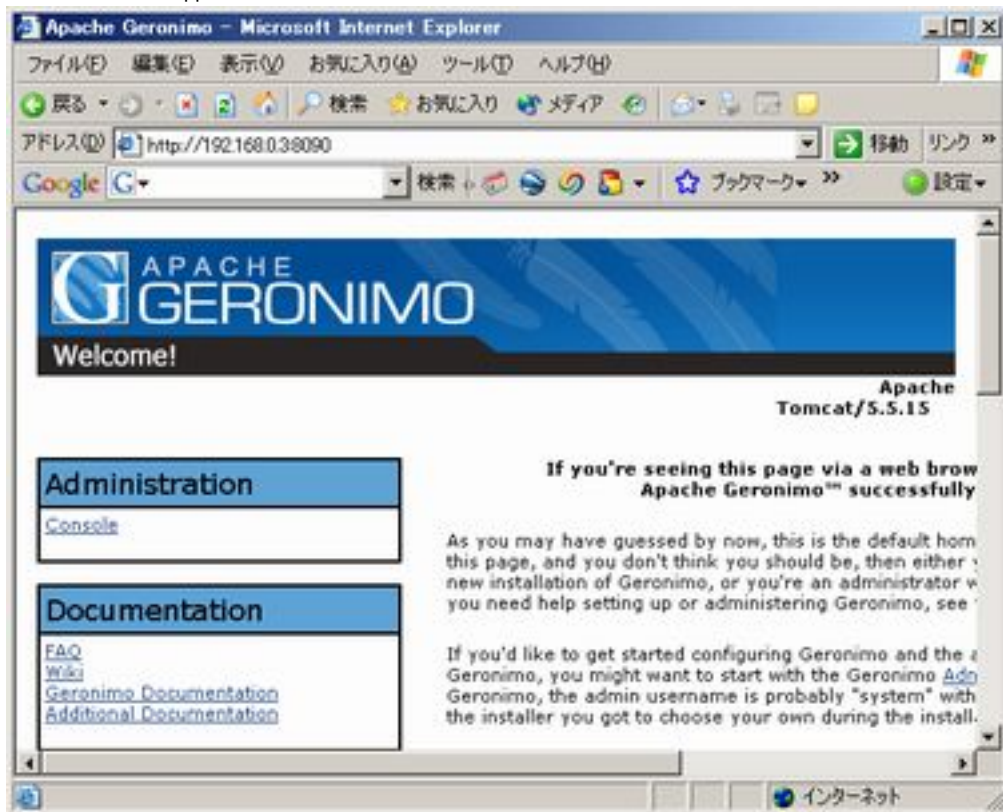 Apache Geronimo - Microsoft Internet Explorer
ファイル(F) 編集(E) 表示(V) お気に入り(A) ツール(T) ヘルプ(H)
戻る 検索 お気に入り メディア
アドレス(D) http://192.168.0.3:8090 移動 リンク »
Google G 検索 ブックマーク » 設定
APACHE
GERONIMO
Welcome!
Apache
Tomcat/5.5.15
Administration
Console
Documentation
FAQ
Wiki
Geronimo Documentation
Additional Documentation
If you're seeing this page via a web brow
Apache Geronimo℠ successfully
As you may have guessed by now, this is the default hom
this page, and you don't think you should be, then either
new installation of Geronimo, or you're an administrator w
you need help setting up or administering Geronimo, see
If you'd like to get started configuring Geronimo and the a
Geronimo, you might want to start with the Geronimo Adn
Geronimo, the admin username is probably "system" with
the installer you got to choose your own during the install.
インターネット